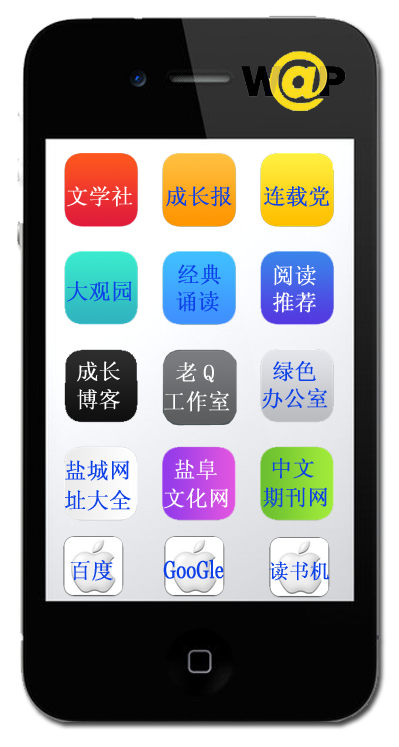 W@P
文学社
成长报
连载党
大观园
经典
诵读
阅读
推荐
成长
博客
老Q
工作室
绿色
办公室
盐城网
址大全
盐阜
文化网
中文
期刊网
百度
GooGle
读书机